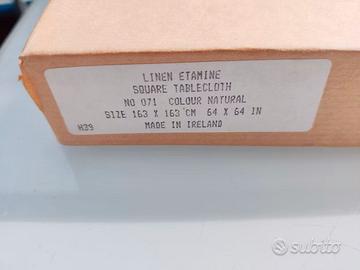 LINEN ETAMINE
SQUARE TABLECLOTH
NO 071 COLOUR NATURAL
SIZE 163 X 163 CM 64 X 64 IN
H39 MADE IN IRELAND
subito